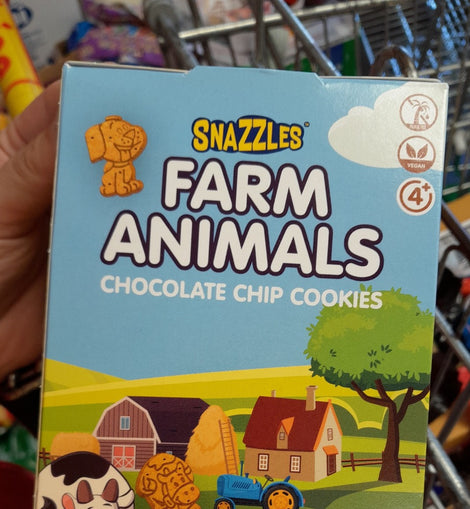 SNAZZLES©
FARM
ANIMALS
CHOCOLATE CHIP COOKIES
VEGAN
4+